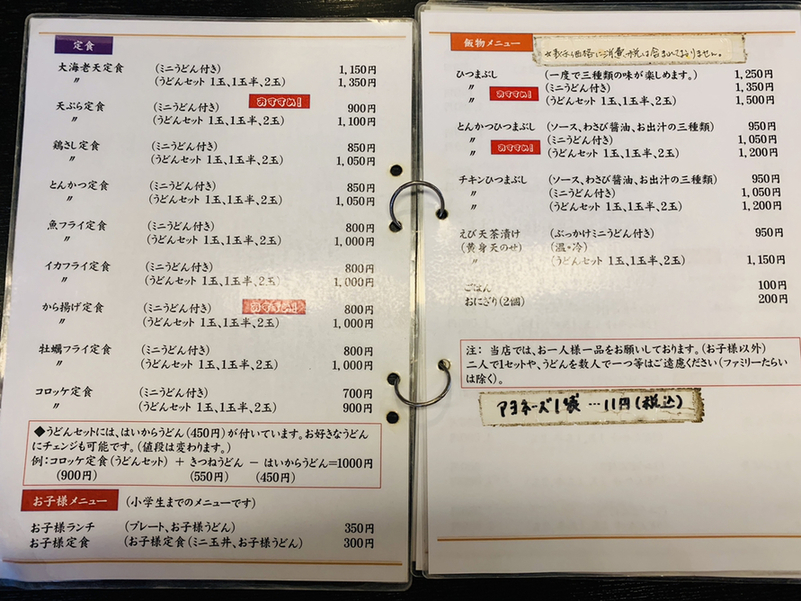 定食
大海老天定食 (ミニうどん付き) 1,150円
〃 (うどんセット 1玉、1玉半、2玉) 1,350円
おすすめ!
天ぷら定食 (ミニうどん付き) 900円
〃 (うどんセット 1玉、1玉半、2玉) 1,100円
鶏さし定食 (ミニうどん付き) 850円
〃 (うどんセット 1玉、1玉半、2玉) 1,050円
とんかつ定食 (ミニうどん付き) 850円
〃 (うどんセット 1玉、1玉半、2玉) 1,050円
魚フライ定食 (ミニうどん付き) 800円
〃 (うどんセット 1玉、1玉半、2玉) 1,000円
イカフライ定食 (ミニうどん付き) 800円
〃 (うどんセット 1玉、1玉半、2玉) 1,000円
おすすめ!
から揚げ定食 (ミニうどん付き) 800円
〃 (うどんセット 1玉、1玉半、2玉) 1,000円
牡蠣フライ定食 (ミニうどん付き) 800円
〃 (うどんセット 1玉、1玉半、2玉) 1,000円
コロッケ定食 (ミニうどん付き) 700円
〃 (うどんセット 1玉、1玉半、2玉) 900円
◆うどんセットには、はいからうどん(450円)が付いています。お好きなうどん
にチェンジも可能です。(値段は変わります。)
例:コロッケ定食(うどんセット) + きつねうどん − はいからうどん=1000円
(900円) (550円) (450円)
お子様メニュー (小学生までのメニューです)
お子様ランチ (プレート、お子様うどん) 350円
お子様定食 (お子様定食(ミニ玉丼、お子様うどん) 300円
飯物メニュー
☆表示価格に消費税は含まれておりません。
ひつまぶし (一度で三種類の味が楽しめます。) 1,250円
〃 (ミニうどん付き) 1,350円
〃 おすすめ! (うどんセット 1玉、1玉半、2玉) 1,500円
とんかつひつまぶし (ソース、わさび醤油、お出汁の三種類) 950円
〃 (ミニうどん付き) 1,050円
〃 おすすめ! (うどんセット 1玉、1玉半、2玉) 1,200円
チキンひつまぶし (ソース、わさび醤油、お出汁の三種類) 950円
〃 (ミニうどん付き) 1,050円
〃 (うどんセット 1玉、1玉半、2玉) 1,200円
えび天茶漬け (ぶっかけミニうどん付き) 950円
(黄身天のせ) (温・冷)
〃 (うどんセット 1玉、1玉半、2玉) 1,150円
ごはん 100円
おにぎり(2個) 200円
注: 当店では、お一人様一品をお願いしております。(お子様以外)
二人で1セットや、うどんを数人で一つ等はご遠慮ください(ファミリーたらい
は除く)。
マヨネーズ1袋 …11円(税込)